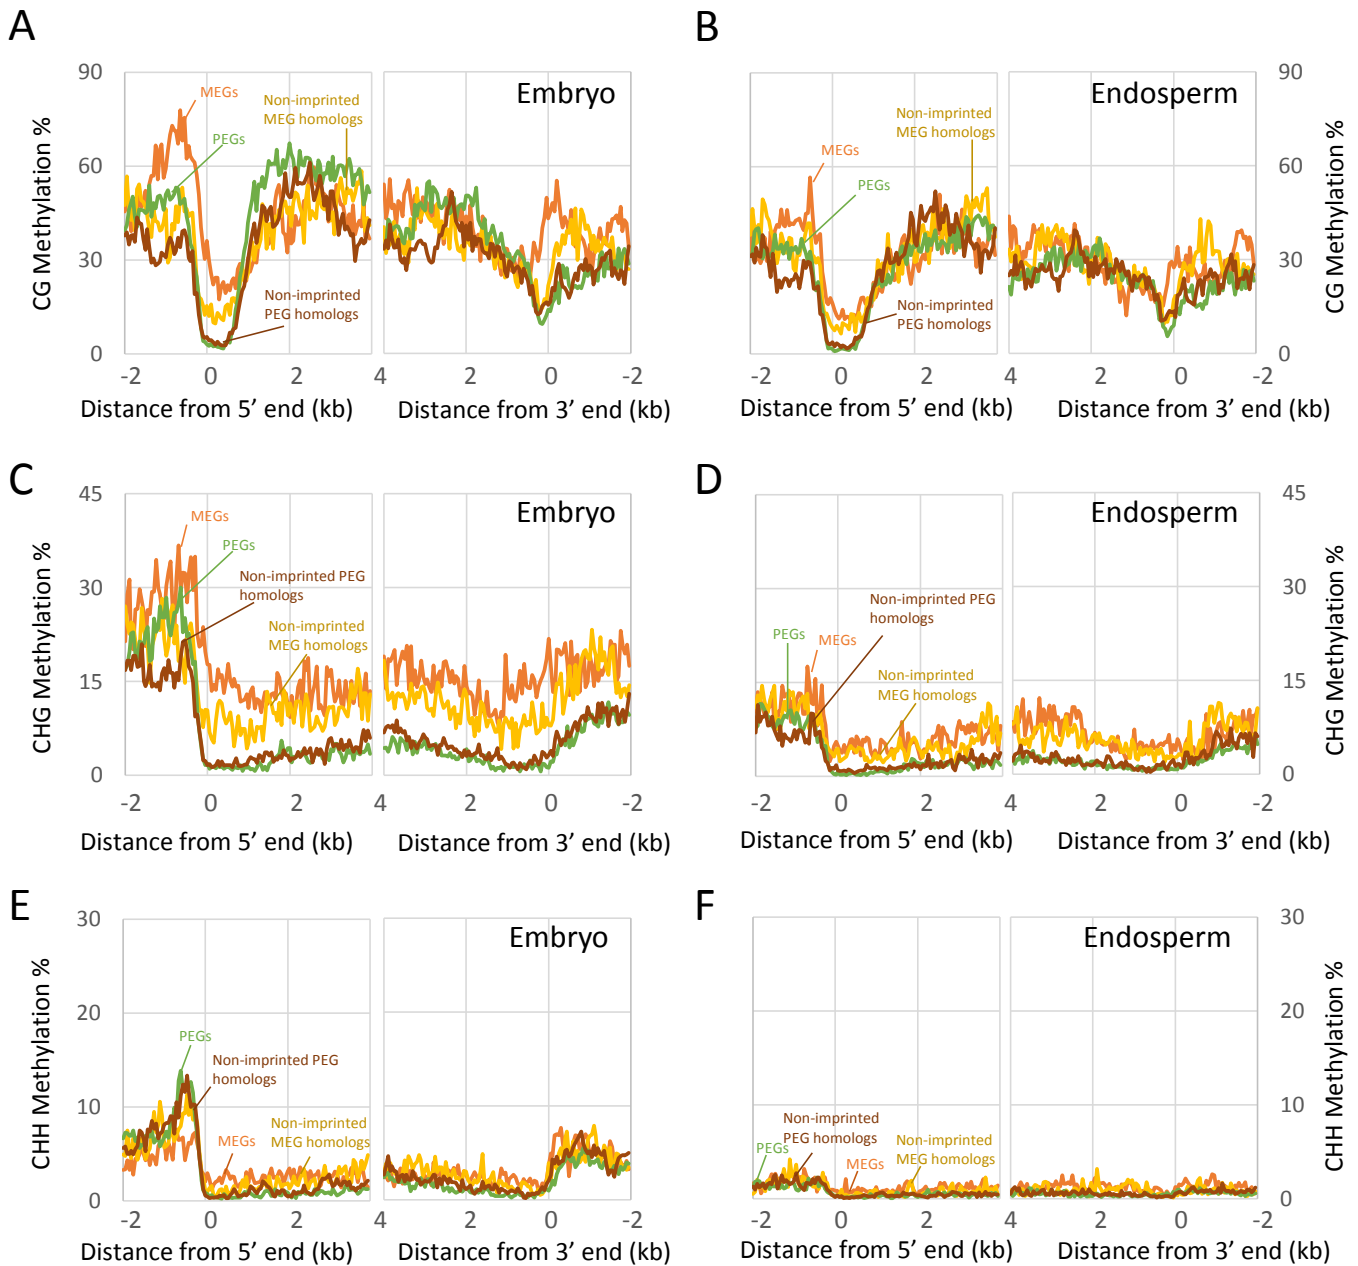 A
B
90
60
30
0
CG Methylation %
MEGs
PEGs
Non-imprinted
MEG homologs
Non-imprinted
PEG homologs
Embryo
-2
0
2
4
0
-2
Distance from 5’ end (kb)
Distance from 3’ end (kb)
Endosperm
MEGs
PEGs
Non-imprinted
MEG homologs
Non-imprinted
PEG homologs
90
60
30
0
CG Methylation %
-2
0
2
4
2
0
-2
Distance from 5’ end (kb)
Distance from 3’ end (kb)
C
D
45
30
15
0
CHG Methylation %
MEGs
PEGs
Non-imprinted PEG
homologs
Non-imprinted
MEG homologs
Embryo
-2
0
2
4
2
0
-2
Distance from 5’ end (kb)
Distance from 3’ end (kb)
Endosperm
Non-imprinted PEG
homologs
PEGs
MEGs
Non-imprinted
MEG homologs
45
30
15
0
CHG Methylation %
-2
0
2
4
2
0
-2
Distance from 5’ end (kb)
Distance from 3’ end (kb)
E
F
30
20
10
0
CHH Methylation %
PEGs
Non-imprinted PEG
homologs
MEGs
Non-imprinted
MEG homologs
Embryo
-2
0
2
4
2
0
-2
Distance from 5’ end (kb)
Distance from 3’ end (kb)
Endosperm
Non-imprinted
PEG homologs
PEGs
MEGs
Non-imprinted
MEG homologs
30
20
10
0
CHH Methylation %
-2
0
2
4
2
0
-2
Distance from 5’ end (kb)
Distance from 3’ end (kb)